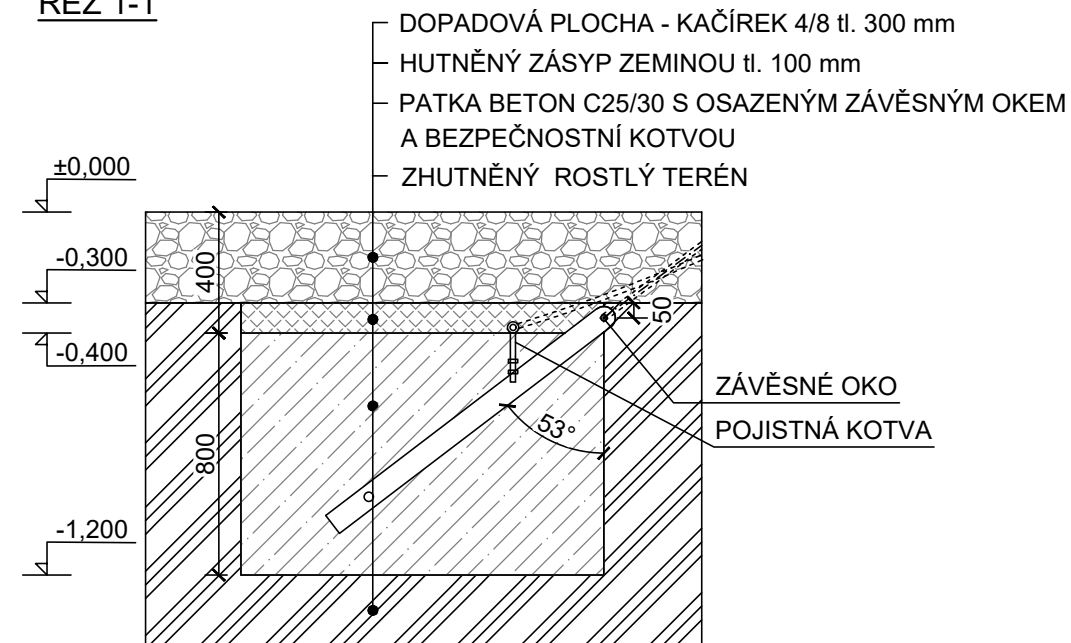 ŘEZ 1-1
DOPADOVÁ PLOCHA - KAČÍREK 4/8 tl. 300 mm
HUTNĚNÝ ZÁSYP ZEMINOU tl. 100 mm
PATKA BETON C25/30 S OSAZENÝM ZÁVĚSNÝM OKEM
A BEZPEČNOSTNÍ KOTVOU
ZHUTNĚNÝ ROSTLÝ TERÉN
±0,000
-0,300
400
50
-0,400
ZÁVĚSNÉ OKO
53°
POJISTNÁ KOTVA
800
-1,200